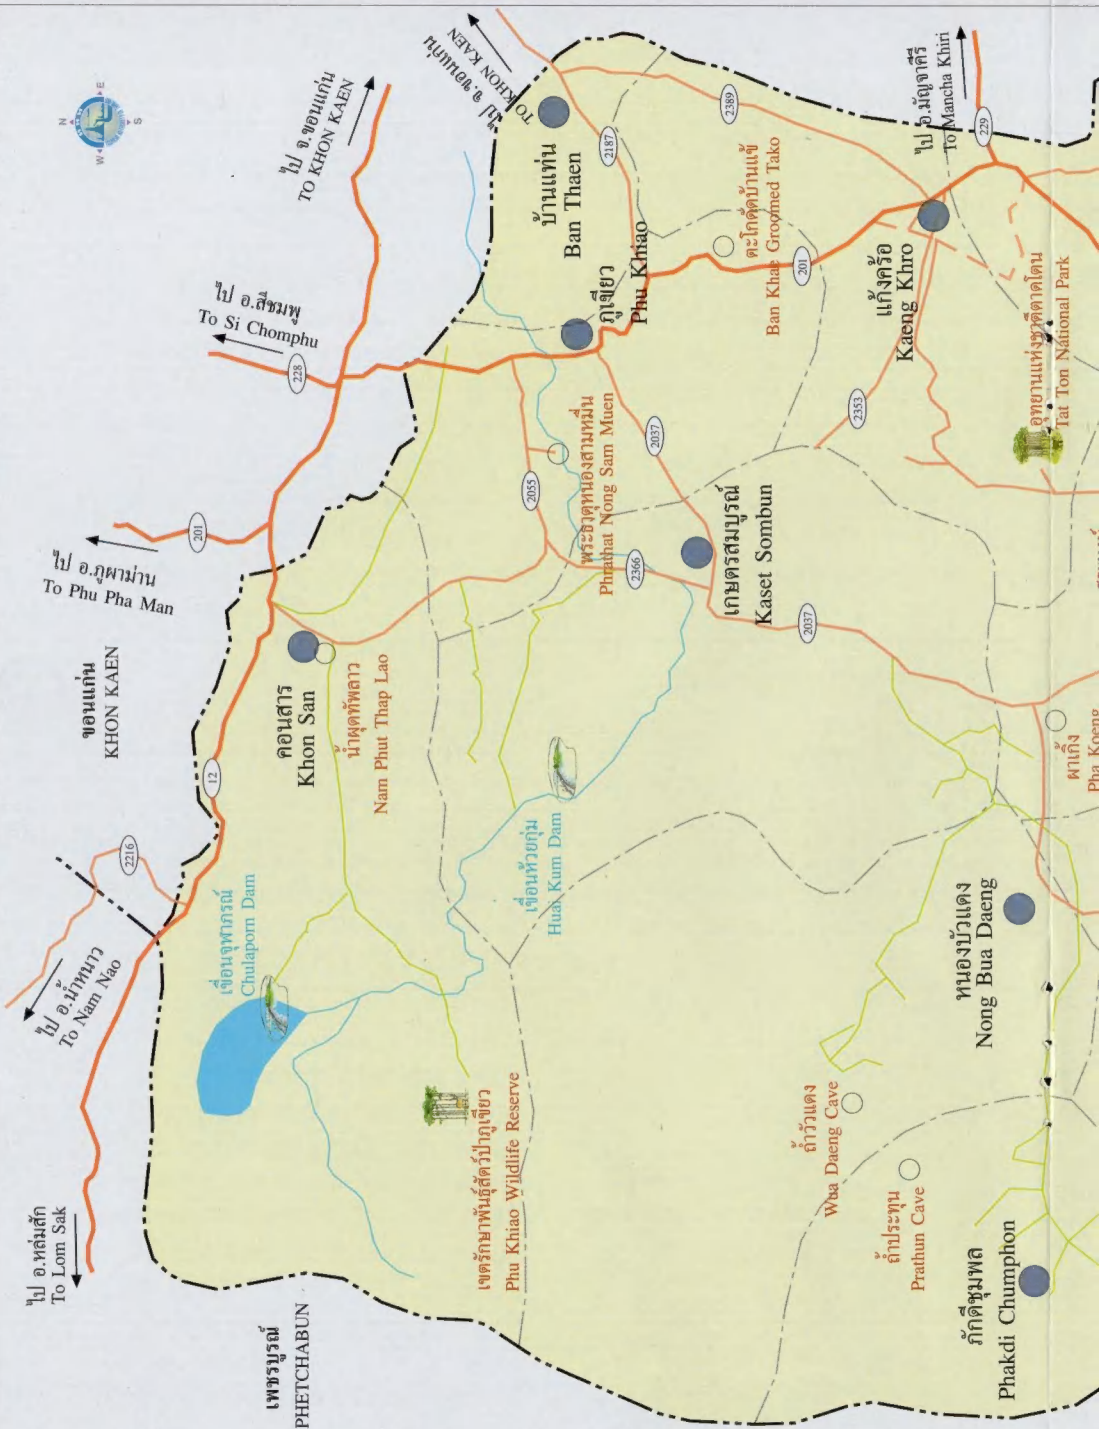 ไป อ.หล่มสัก
To Lom Sak
ไป อ.น้ำหนาว
To Nam Nao
2216
ขอนแก่น
KHON KAEN
ไป อ.ภูผาม่าน
To Phu Pha Man
201
ไป อ.สีชมพู
To Si Chomphu
228
ไป จ.ขอนแก่น
TO KHON KAEN
N
W
E
S
เพชรบูรณ์
PHETCHABUN
12
เขื่อนจุฬาภรณ์
Chulaporn Dam
คอนสาร
Khon San
น้ำผุดทัพลาว
Nam Phut Thap Lao
ไป จ.ขอนแก่น
TO KHON KAEN
เขตรักษาพันธุ์สัตว์ป่าภูเขียว
Phu Khiao Wildlife Reserve
เขื่อนห้วยกุ่ม
Huai Kum Dam
2055
พระธาตุหนองสามหมื่น
Phrathat Nong Sam Muen
2366
2037
ภูเขียว
Phu Khiao
บ้านแท่น
Ban Thaen
2187
2389
เกษตรสมบูรณ์
Kaset Sombun
2037
ตะโกดัดบ้านแข้
Ban Khae Groomed Tako
201
ถ้ำวัวแดง
Wua Daeng Cave
ถ้ำประทุน
Prathun Cave
2353
แก้งคร้อ
Kaeng Khro
ไป อ.มัญจาคีรี
To Mancha Khiri
229
ภักดีชุมพล
Phakdi Chumphon
หนองบัวแดง
Nong Bua Daeng
ผาเกิ้ง
Pha Koeng
อุทยานแห่งชาติตาดโตน
Tat Ton National Park